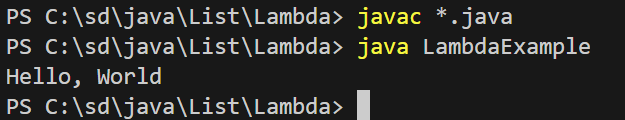 PS C:\sd\java\List\Lambda> javac *.java
PS C:\sd\java\List\Lambda> java LambdaExample
Hello, World
PS C:\sd\java\List\Lambda>